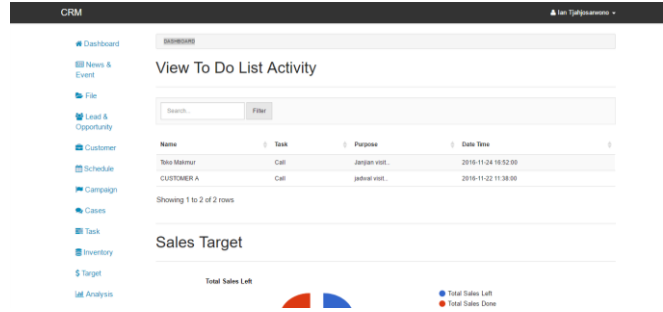 CRM
Ian Tjahjosarwono
Dashboard
News &
Event
File
Lead &
Opportunity
Customer
Schedule
Campaign
Cases
Task
Inventory
$ Target
Analysis
DASHBOARD
View To Do List Activity
Search..
Filter
Name Task Purpose Date Time
Toko Makmur Call Janjian visit.. 2016-11-24 16:52:00
CUSTOMER A Call jadwal visit.. 2016-11-22 11:38:00
Showing 1 to 2 of 2 rows
Sales Target
Total Sales Left
Total Sales Left
Total Sales Done